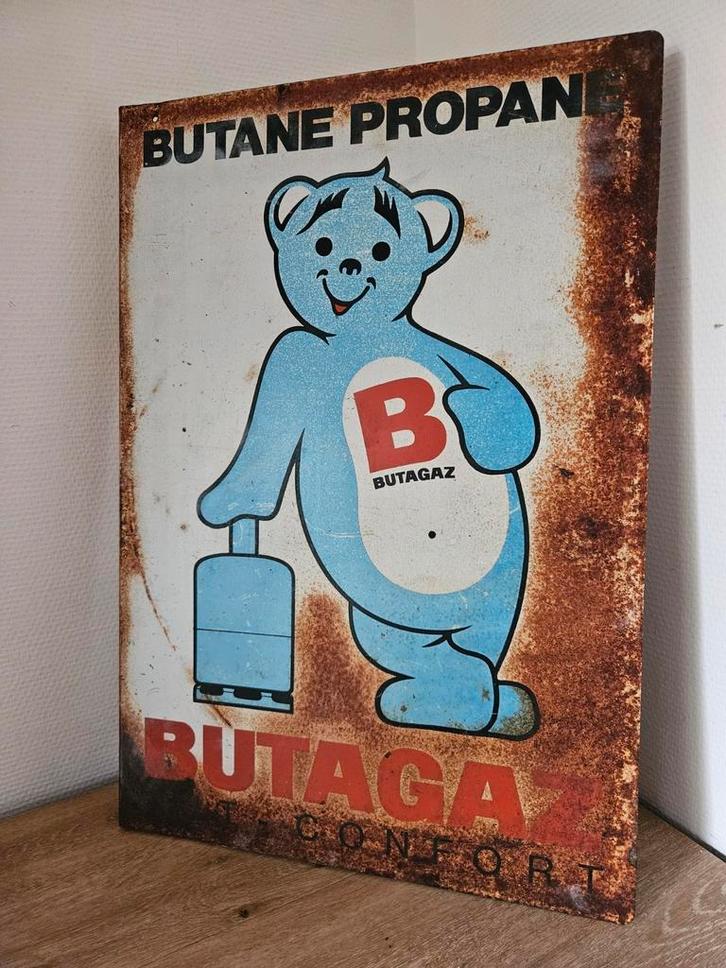 BUTANE PROPANE
B
BUTAGAZ
BUTAGAZ
T - CONFORT